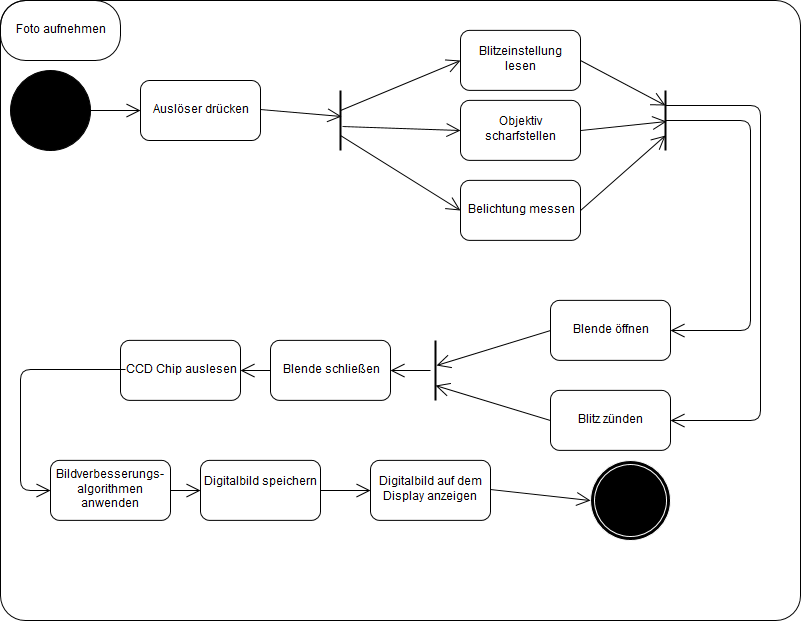 Foto aufnehmen
Auslöser drücken
Blitzeinstellung
lesen
Objektiv
scharfstellen
Belichtung messen
Blende öffnen
Blitz zünden
Blende schließen
CCD Chip auslesen
Bildverbesserungs-
algorithmen
anwenden
Digitalbild speichern
Digitalbild auf dem
Display anzeigen